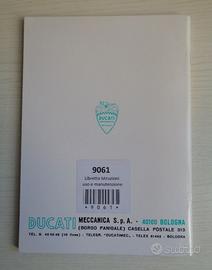 DUCATI
9061
Libretto istruzioni
uso e manutenzione
*9061*
DUCATI MECCANICA S.p.A. - 40100 BOLOGNA
(BORGO PANIGALE) CASELLA POSTALE 313
subito